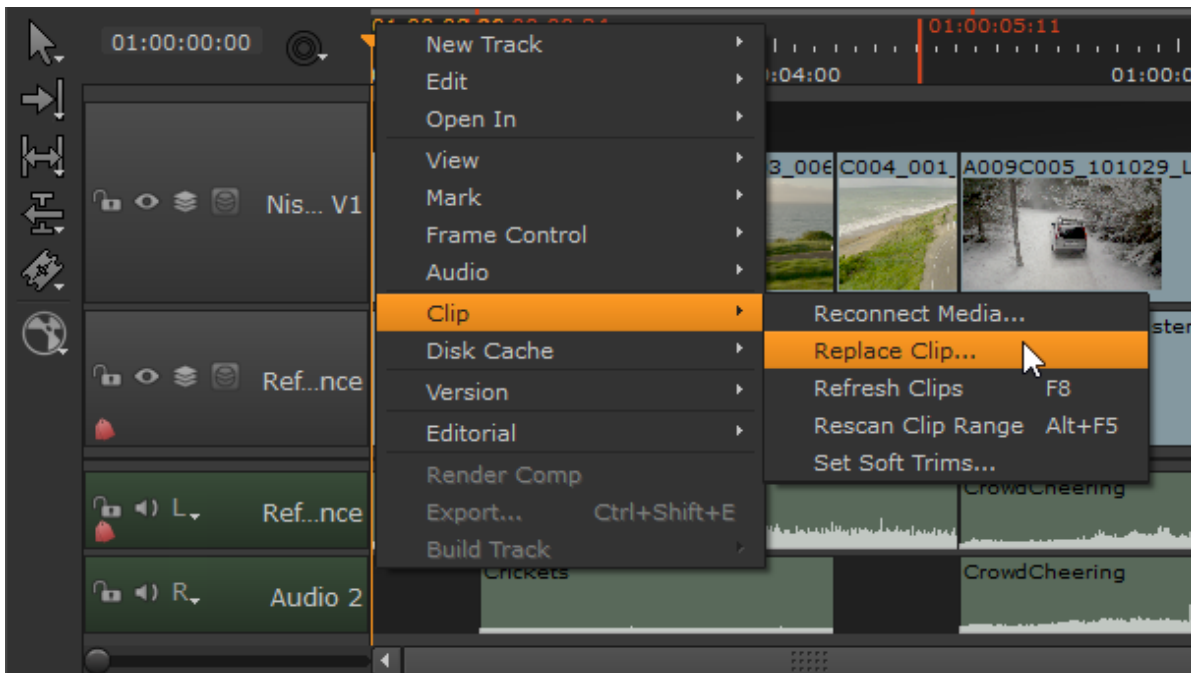 01:00:00:00
01:00:05:11
:04:00
01:00:0
New Track
Edit
Open In
View
Mark
Frame Control
Audio
Clip
Disk Cache
Version
Editorial
Render Comp
Export... Ctrl+Shift+E
Build Track
Reconnect Media...
Replace Clip...
Refresh Clips F8
Rescan Clip Range Alt+F5
Set Soft Trims...
3_006
C004_001_
A009C005_101029_L
Nis... V1
ster
Ref...nce
L
Ref...nce
CrowdCheering
R
Audio 2
Crickets
CrowdCheering